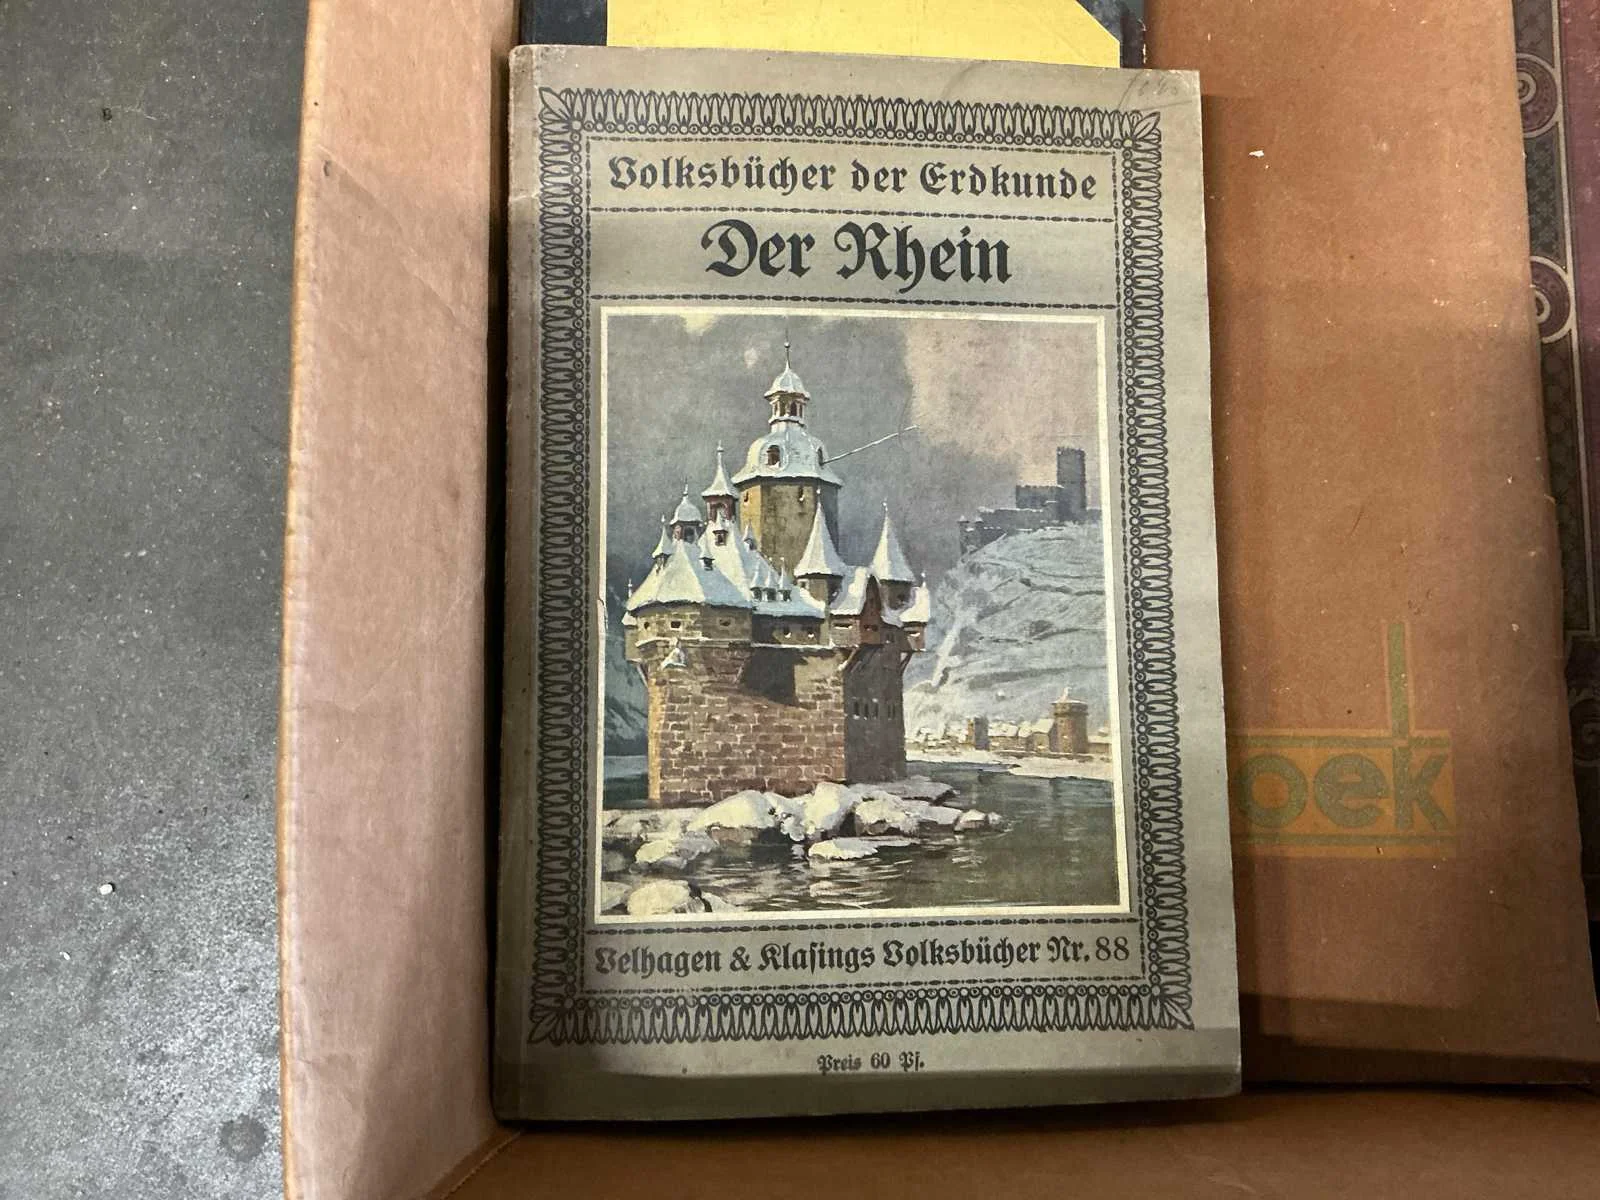 Volksbücher der Erdkunde
Der Rhein
Velhagen & Klasings Volksbücher Nr. 88
Preis 60 Pf.
oek